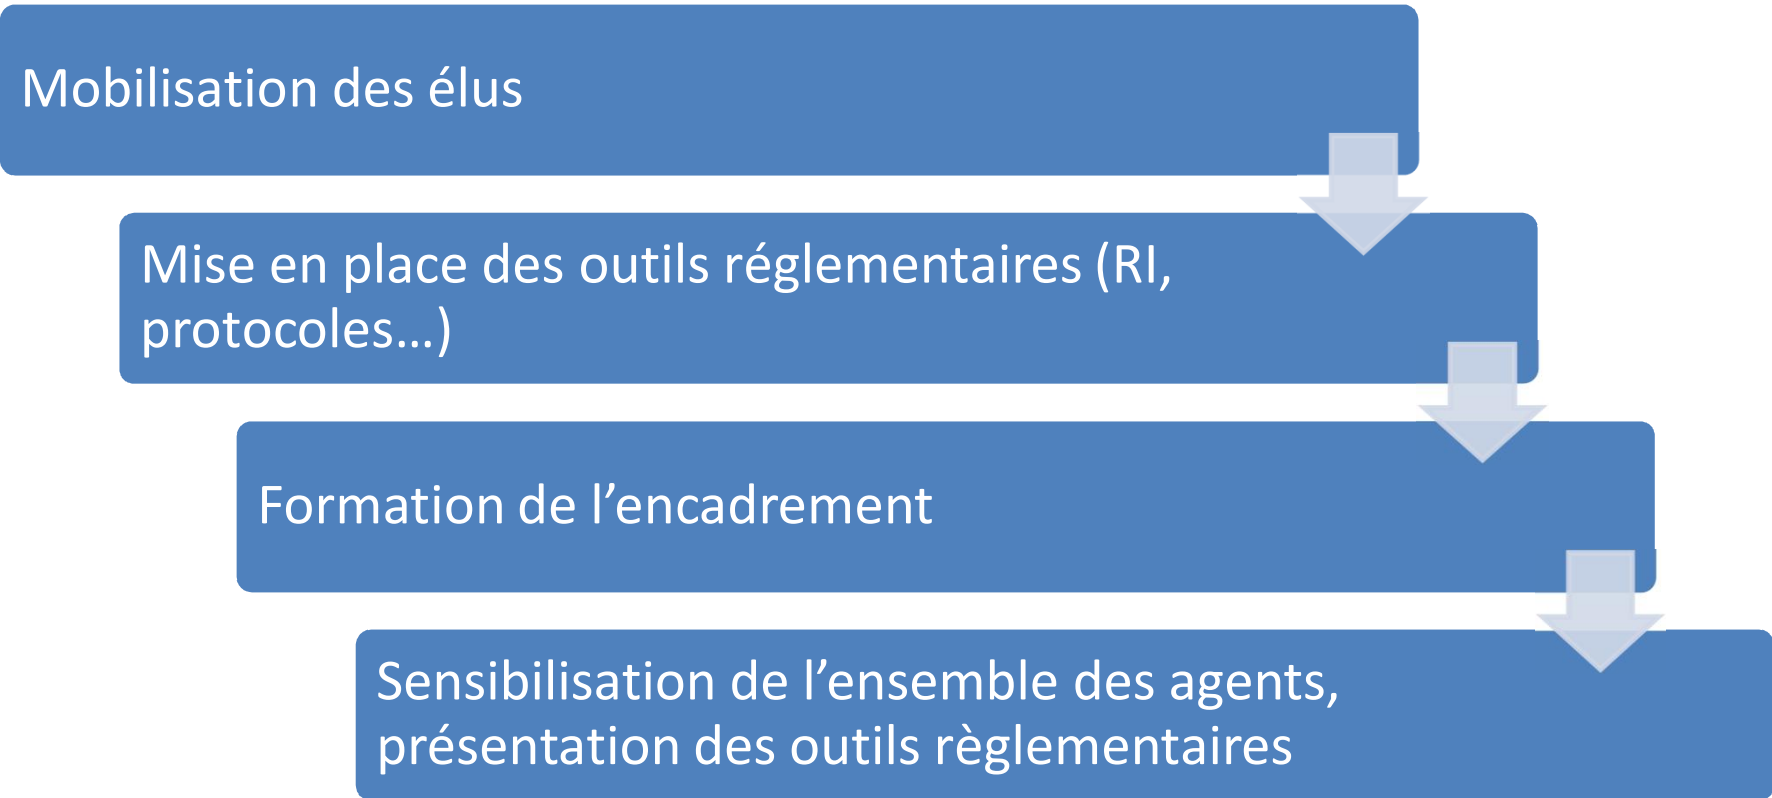 Mobilisation des élus
Mise en place des outils réglementaires (RI,
protocoles…)
Formation de l’encadrement
Sensibilisation de l’ensemble des agents,
présentation des outils règlementaires